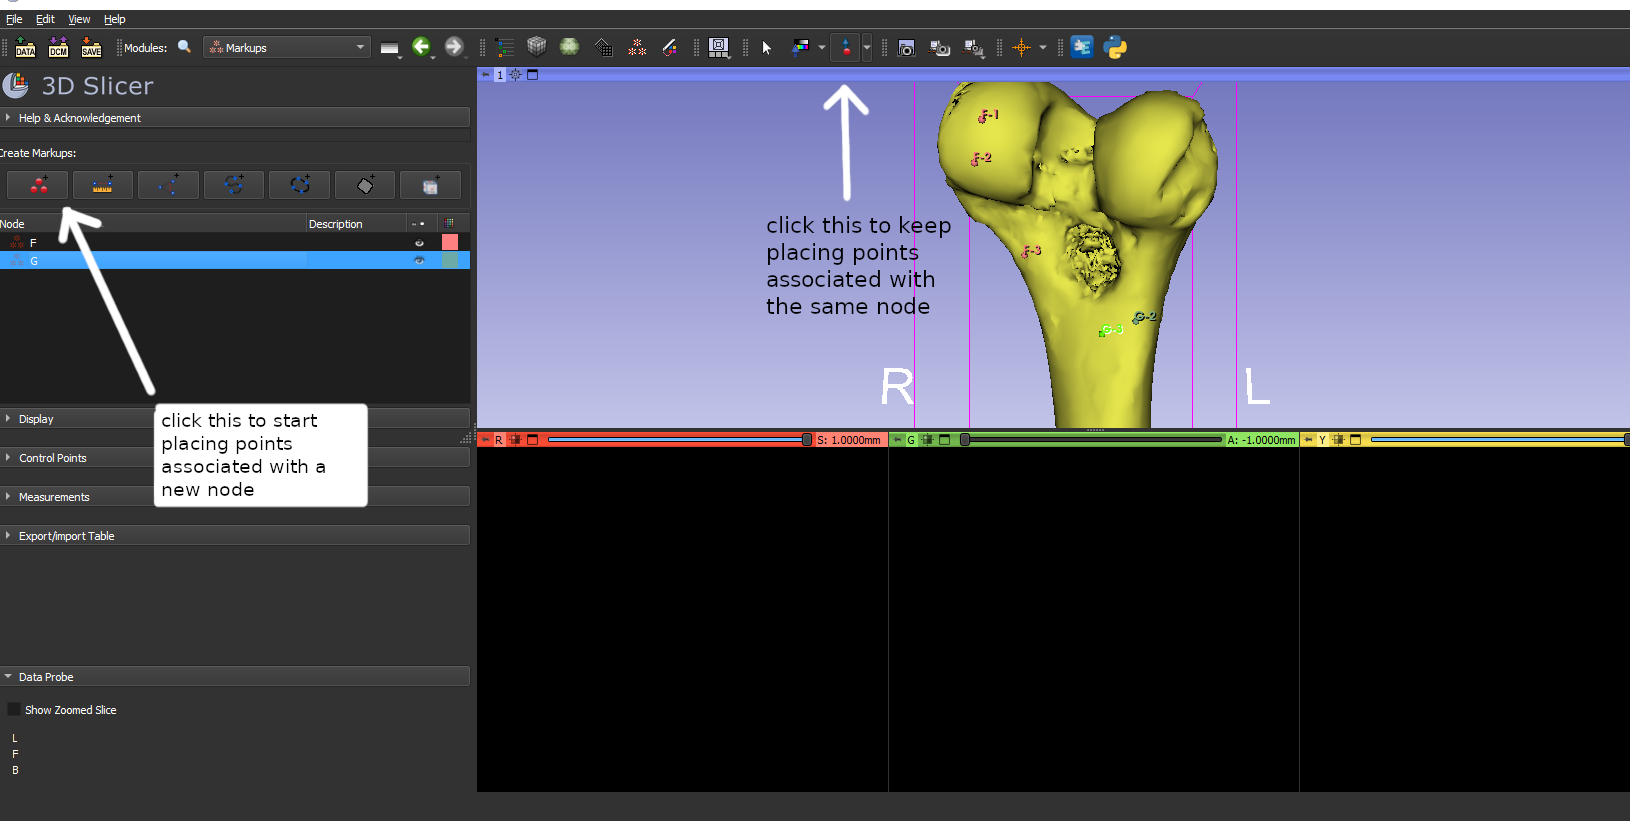 File Edit View Help
DATA DCM SAVE Modules: Markups
3D Slicer
Help & Acknowledgement
Create Markups:
Node Description
F
G
click this to start
placing points
associated with a
new node
Display
Control Points
Measurements
Export/import Table
Data Probe
Show Zoomed Slice
L
F
B
1
F-1
F-2
F-3
G-2
G-3
click this to keep
placing points
associated with
the same node
R L
R S: 1.0000mm G A: -1.0000mm Y